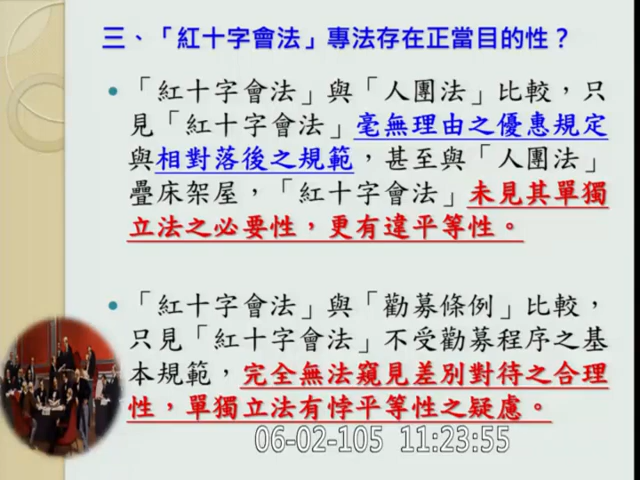 三、「紅十字會法」專法存在正當目的性？
「紅十字會法」與「人團法」比較，只
見「紅十字會法」毫無理由之優惠規定
與相對落後之規範，甚至與「人團法」
疊床架屋，「紅十字會法」未見其單獨
立法之必要性，更有違平等性。
「紅十字會法」與「勸募條例」比較，
只見「紅十字會法」不受勸募程序之基
本規範，完全無法窺見差別對待之合理
性，單獨立法有悖平等性之疑慮。
06-02-105 11:23:55